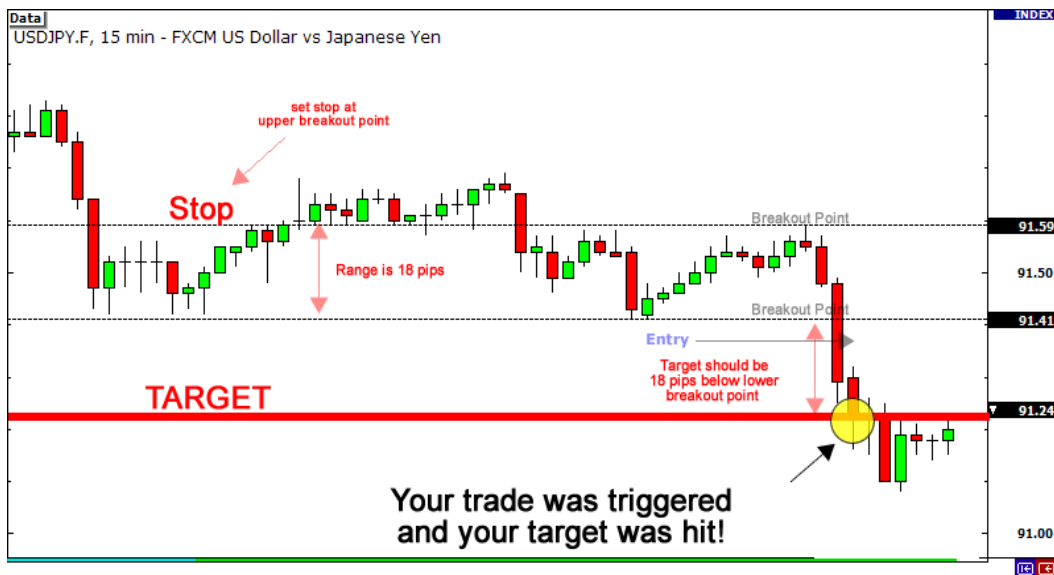 Data
INDEX
USDJPY.F, 15 min - FXCM US Dollar vs Japanese Yen
set stop at
upper breakout point
Stop
Breakout Point
91.59
Range is 18 pips
91.50
Breakout Point
91.41
Entry
Target should be
18 pips below lower
breakout point
TARGET
91.24
Your trade was triggered
and your target was hit!
91.00